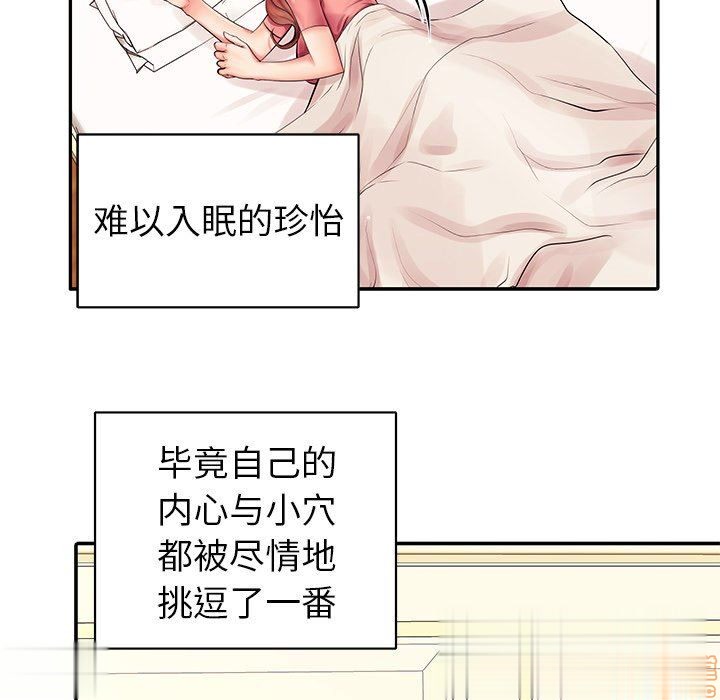 难以入眠的珍怡
毕竟自己的
内心与小穴
都被尽情地
挑逗了一番